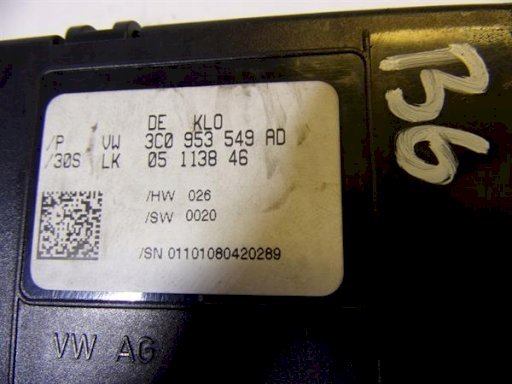 DE KLO
/P VW 3C0 953 549 AD
/30S LK 05 1138 46
/HW 026
/SW 0020
/SN 01101080420289
VW AG
B6